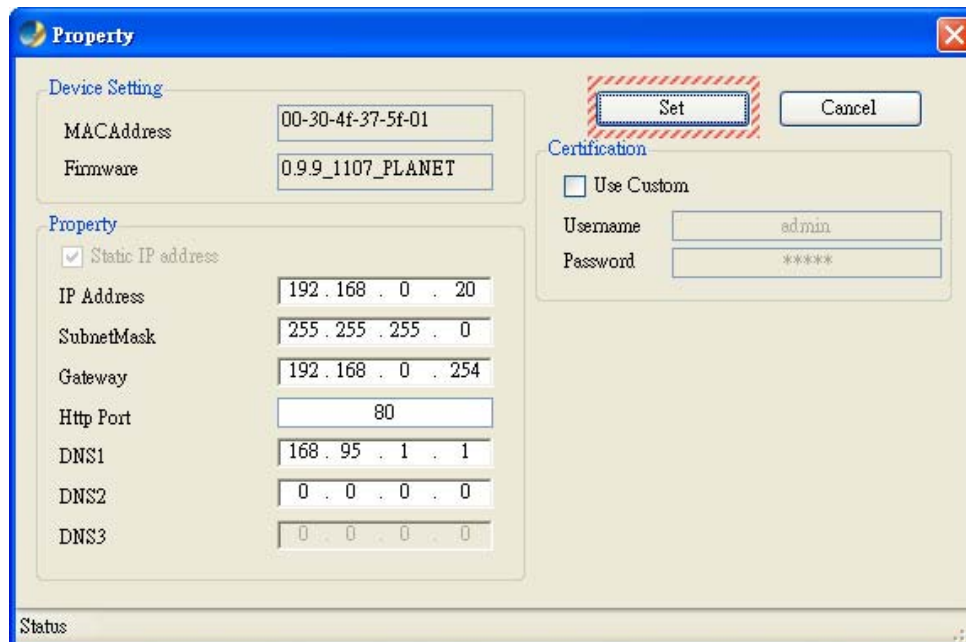 Property
Device Setting
MACAddress 00-30-4f-37-5f-01
Firmware 0.9.9_1107_PLANET
Set Cancel
Certification
Use Custom
Username admin
Password *****
Property
Static IP address
IP Address 192 . 168 . 0 . 20
SubnetMask 255 . 255 . 255 . 0
Gateway 192 . 168 . 0 . 254
Http Port 80
DNS1 168 . 95 . 1 . 1
DNS2 0 . 0 . 0 . 0
DNS3 0 . 0 . 0 . 0
Status